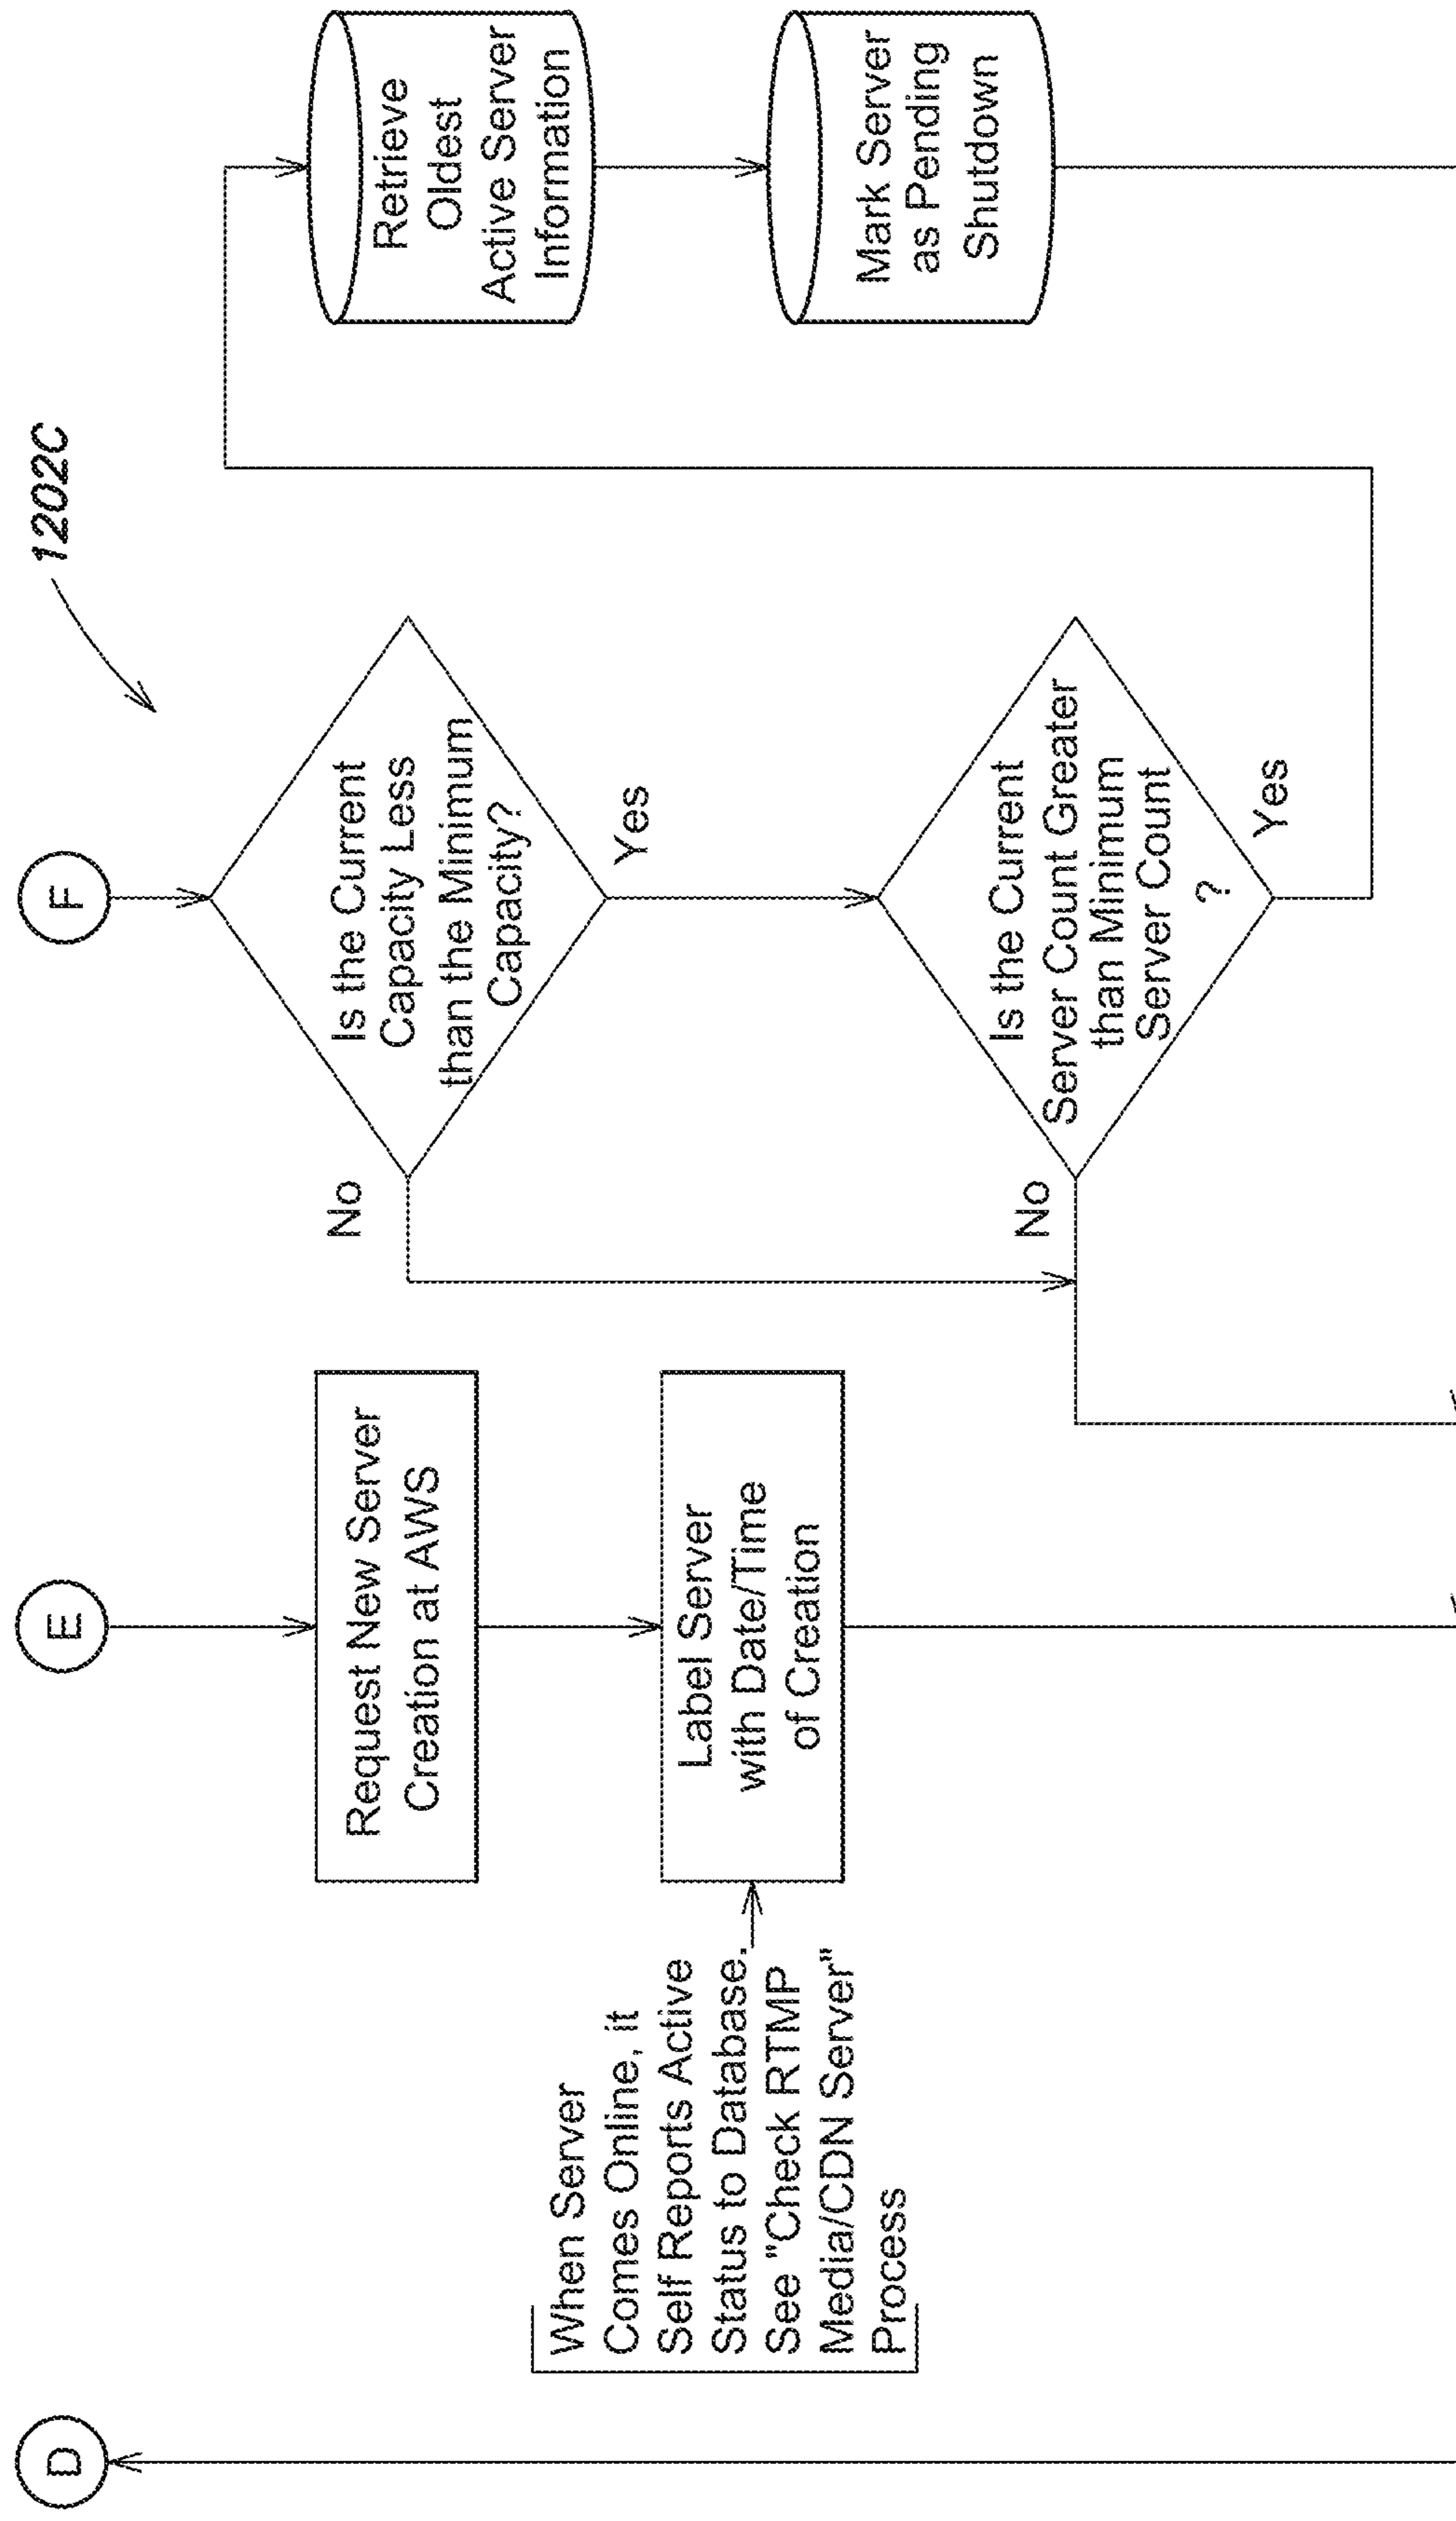 1202C
D
E
F
When Server
Comes Online, it
Self Reports Active
Status to Database.
See "Check RTMP
Media/CDN Server"
Process
Request New Server
Creation at AWS
Label Server
with Date/Time
of Creation
Is the Current
Capacity Less
than the Minimum
Capacity?
No
Yes
Is the Current
Server Count Greater
than Minimum
Server Count
?
No
Yes
Retrieve
Oldest
Active Server
Information
Mark Server
as Pending
Shutdown